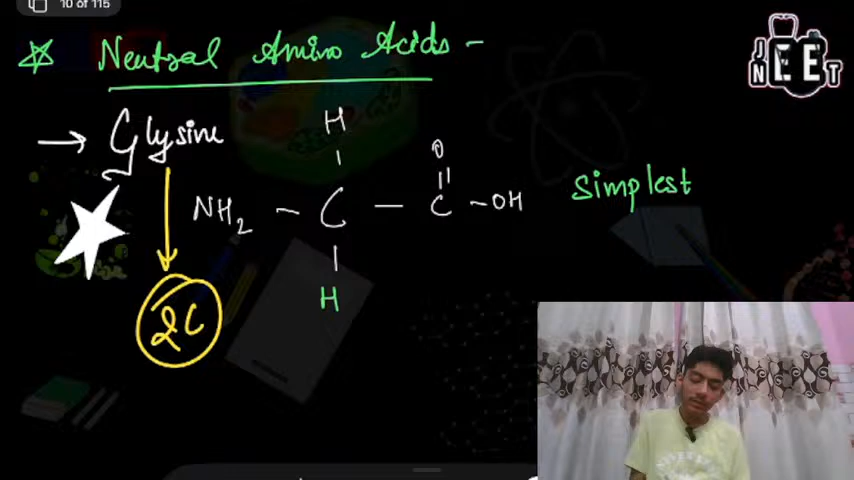 10 of 115
Neutral Amino Acids -
J
NEET
→ Glysine
H
O
||
NH2 - C - C - OH
simplest
H
2C